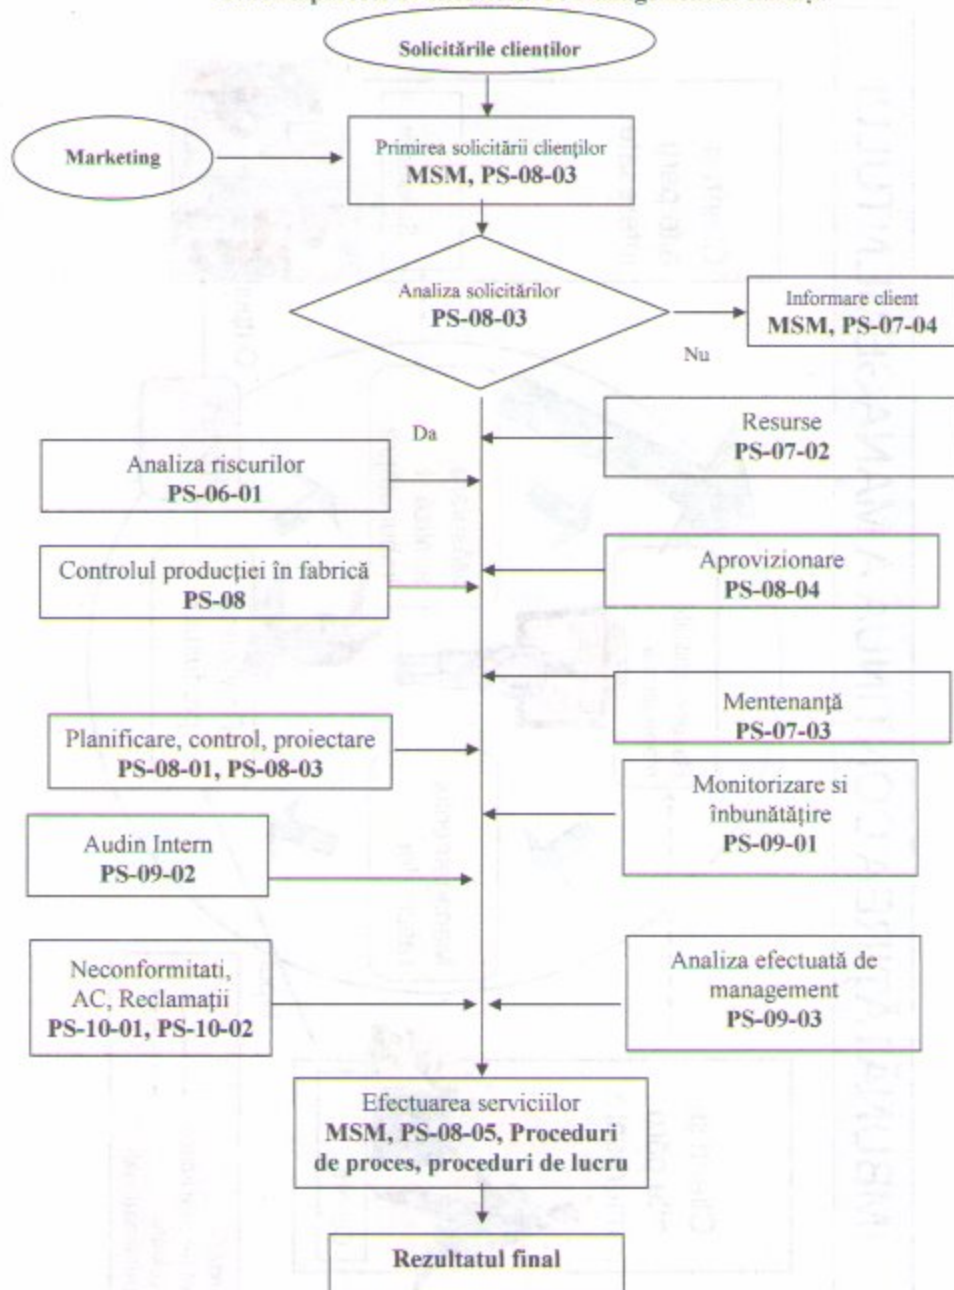 Solicitările clienților
Marketing
Primirea solicitării clienților
MSM, PS-08-03
Analiza solicitărilor
PS-08-03
Informare client
MSM, PS-07-04
Nu
Da
Resurse
PS-07-02
Analiza riscurilor
PS-06-01
Aprovizionare
PS-08-04
Controlul producției în fabrică
PS-08
Mentenanță
PS-07-03
Planificare, control, proiectare
PS-08-01, PS-08-03
Monitorizare si
înbunătățire
PS-09-01
Audin Intern
PS-09-02
Analiza efectuată de
management
PS-09-03
Neconformitati,
AC, Reclamații
PS-10-01, PS-10-02
Efectuarea serviciilor
MSM, PS-08-05, Proceduri
de proces, proceduri de lucru
Rezultatul final